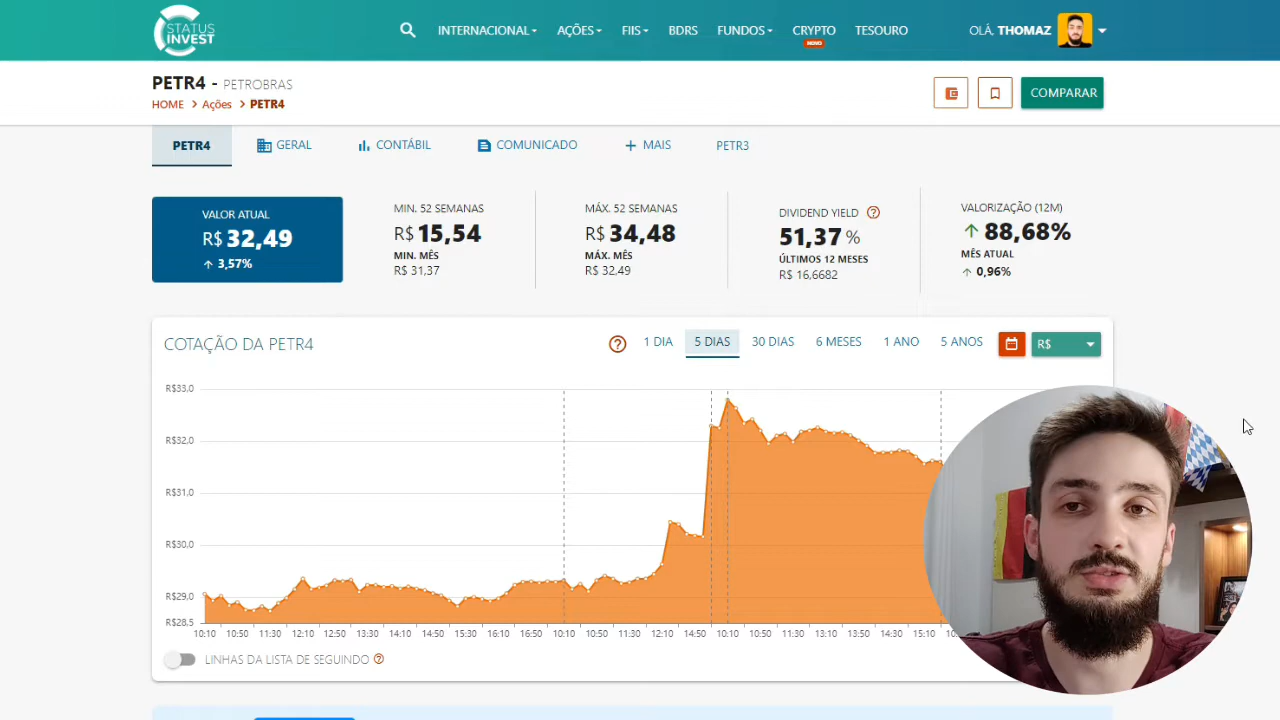 STATUS
INVEST
INTERNACIONAL
AÇÕES
FIIS
BDRS
FUNDOS
CRYPTO
NOVO
TESOURO
OLÁ, THOMAZ
PETR4 - PETROBRAS
HOME > Ações > PETR4
COMPARAR
PETR4
GERAL
CONTÁBIL
COMUNICADO
+ MAIS
PETR3
VALOR ATUAL
R$ 32,49
↑ 3,57%
MIN. 52 SEMANAS
R$ 15,54
MIN. MÊS
R$ 31,37
MÁX. 52 SEMANAS
R$ 34,48
MÁX. MÊS
R$ 32,49
DIVIDEND YIELD ?
51,37 %
ÚLTIMOS 12 MESES
R$ 16,6682
VALORIZAÇÃO (12M)
↑ 88,68%
MÊS ATUAL
↑ 0,96%
COTAÇÃO DA PETR4
?
1 DIA
5 DIAS
30 DIAS
6 MESES
1 ANO
5 ANOS
R$
R$33.0
R$32.0
R$31.0
R$30.0
R$29.0
R$28.5
10:10 10:50 11:30 12:10 12:50 13:30 14:10 14:50 15:30 16:50 10:10 10:50 11:30 12:10 14:50 10:10 10:50 11:30 13:10 13:50 14:30 15:10
LINHAS DA LISTA DE SEGUINDO ?